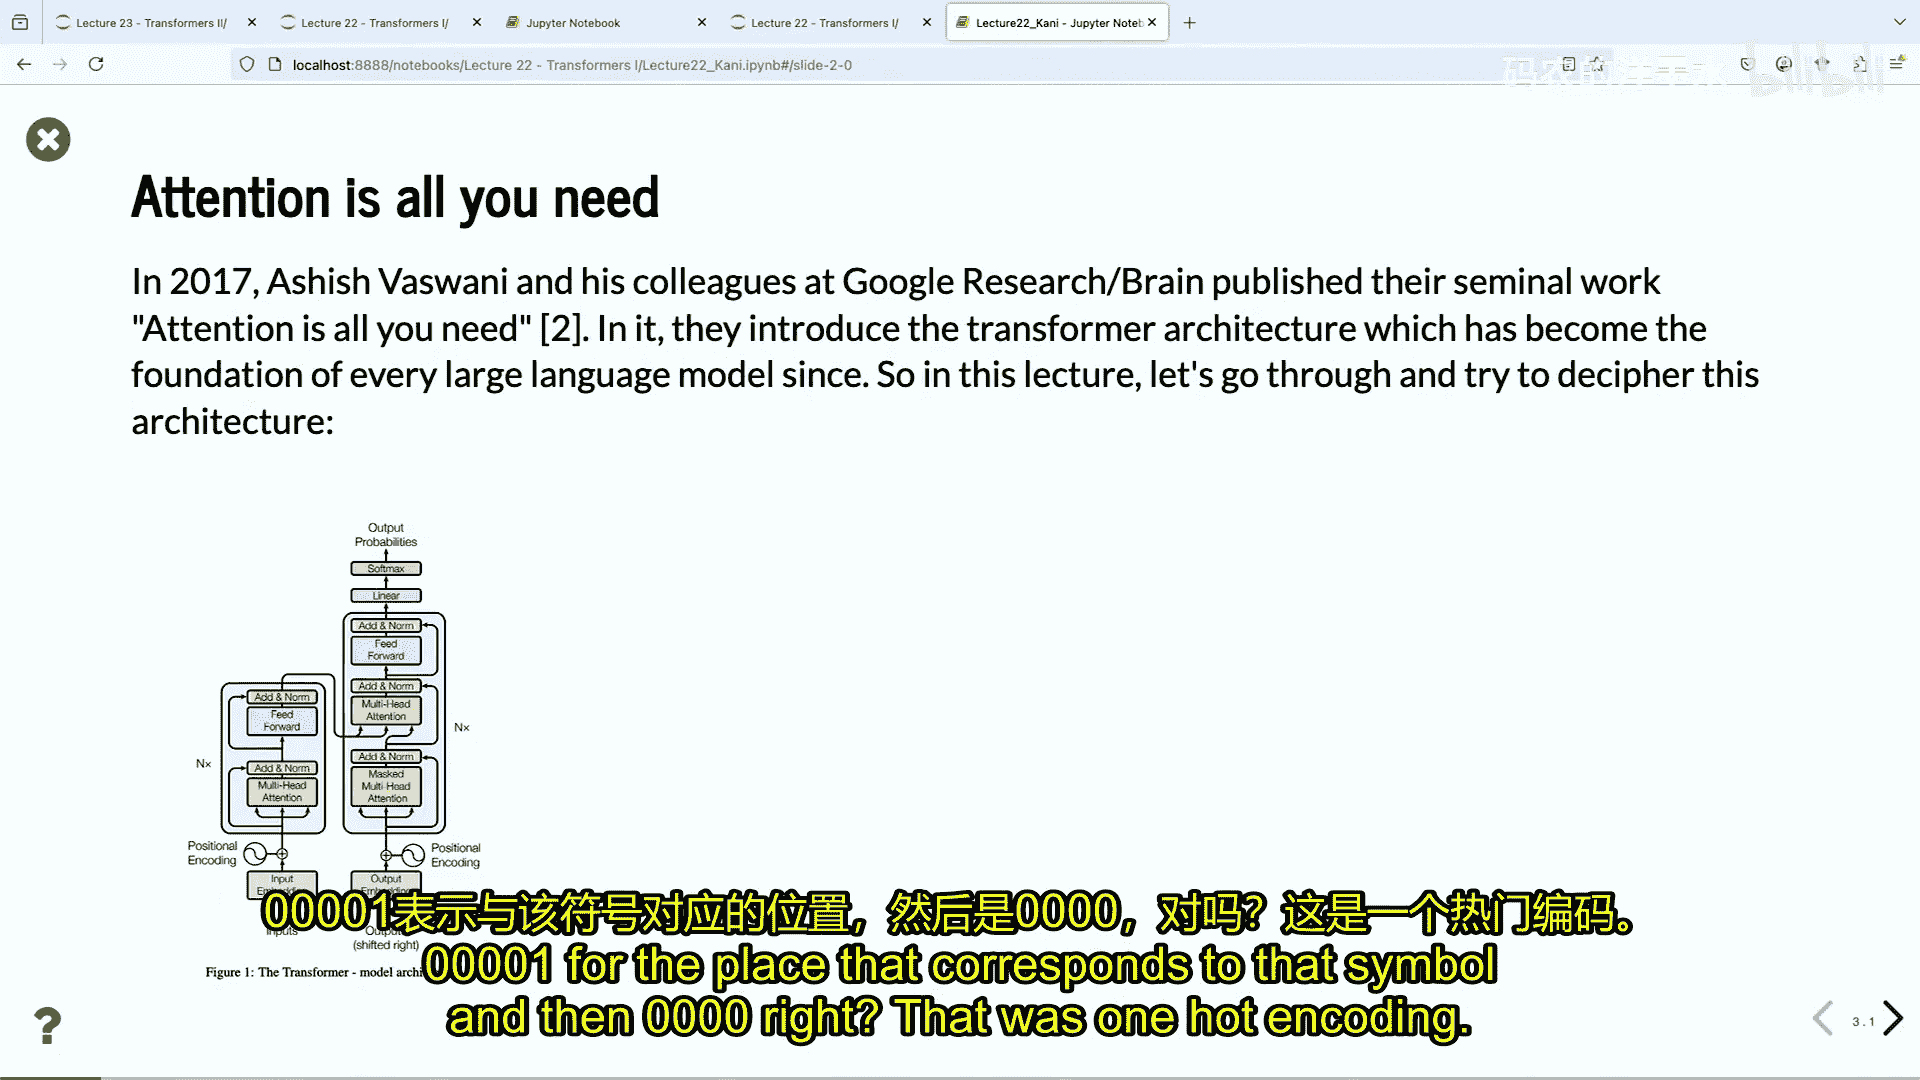 Lecture 23 - Transformers II/
Lecture 22 - Transformers I/
Jupyter Notebook
Lecture 22 - Transformers I/
Lecture22_Kani - Jupyter Noteb
localhost:8888/notebooks/Lecture 22 - Transformers I/Lecture22_Kani.ipynb#/slide-2-0
bilibili
Attention is all you need
In 2017, Ashish Vaswani and his colleagues at Google Research/Brain published their seminal work
"Attention is all you need" [2]. In it, they introduce the transformer architecture which has become the
foundation of every large language model since. So in this lecture, let's go through and try to decipher this
architecture:
Output
Probabilities
Softmax
Linear
Add & Norm
Feed
Forward
Add & Norm
Multi-Head
Attention
Nx
Add & Norm
Masked
Multi-Head
Attention
Add & Norm
Feed
Forward
Nx
Add & Norm
Multi-Head
Attention
Positional
Encoding
Positional
Encoding
Input
Output
Inputs
(shifted right)
Figure 1: The Transformer - model
00001表示与该符号对应的位置，然后是0000，对吗？这是一个热门编码。
00001 for the place that corresponds to that symbol
and then 0000 right? That was one hot encoding.
?
3.1